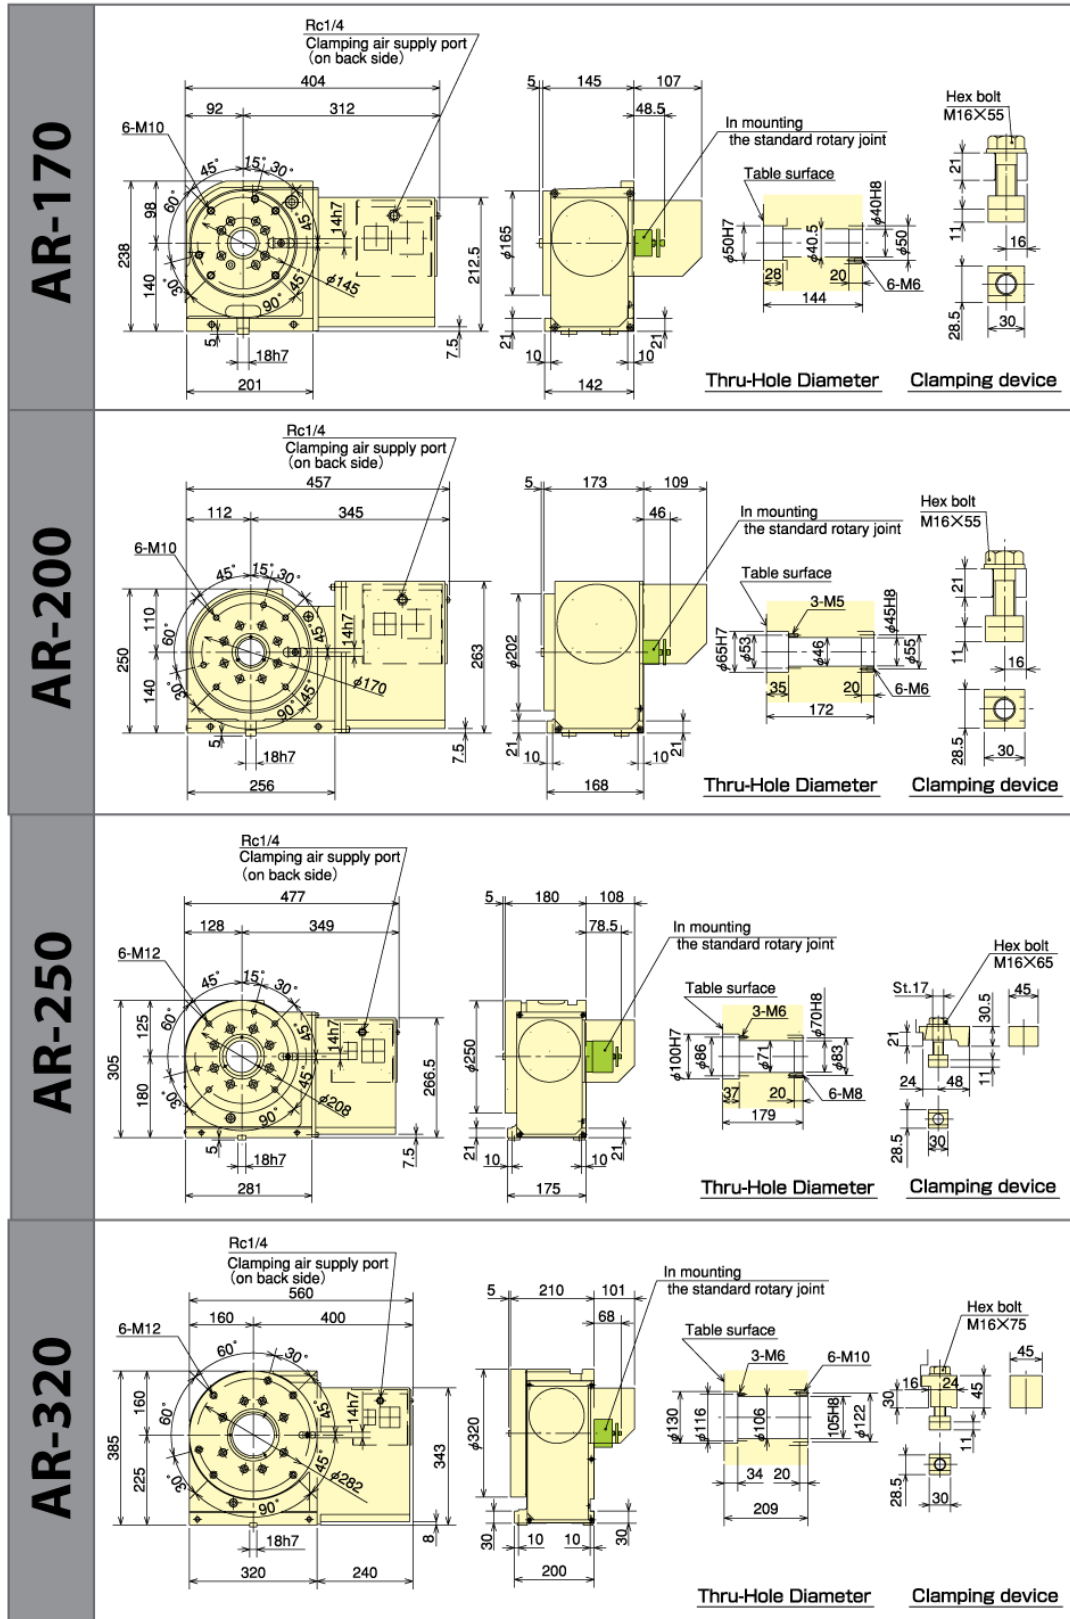 AR-170
Rc1/4
Clamping air supply port
(on back side)
404
92
312
6-M10
45°
15°
30°
60°
45°
14h7
98
238
140
212.5
30°
45°
90°
φ145
5
18h7
7.5
201
5
145
107
48.5
In mounting
the standard rotary joint
φ165
21
21
10
10
142
Table surface
φ50H7
φ40.5
φ40H8
φ50
28
20
6-M6
144
Thru-Hole Diameter
Hex bolt
M16×55
21
11
16
28.5
30
Clamping device
AR-200
Rc1/4
Clamping air supply port
(on back side)
457
112
345
6-M10
45°
15°
30°
60°
45°
14h7
110
250
140
263
30°
45°
90°
φ170
5
18h7
7.5
256
5
173
109
46
In mounting
the standard rotary joint
φ202
21
21
10
10
168
Table surface
3-M5
φ65H7
φ53
φ46
φ45H8
φ55
35
20
6-M6
172
Thru-Hole Diameter
Hex bolt
M16×55
21
11
16
28.5
30
Clamping device
AR-250
Rc1/4
Clamping air supply port
(on back side)
477
128
349
6-M12
45°
15°
30°
60°
45°
14h7
125
305
180
266.5
30°
45°
90°
φ208
5
18h7
7.5
281
5
180
108
78.5
In mounting
the standard rotary joint
φ250
21
21
10
10
175
Table surface
3-M6
φ100H7
φ86
φ71
φ70H8
φ83
37
20
6-M8
179
Thru-Hole Diameter
Hex bolt
M16×65
St.17
45
30.5
21
11
24
48
28.5
30
Clamping device
AR-320
Rc1/4
Clamping air supply port
(on back side)
560
160
400
6-M12
60°
30°
60°
45°
14h7
160
385
225
343
30°
45°
90°
φ282
18h7
8
320
240
5
210
101
68
In mounting
the standard rotary joint
φ320
30
30
10
10
200
Table surface
3-M6
6-M10
φ130
φ116
φ106
105H8
φ122
34
20
209
Thru-Hole Diameter
Hex bolt
M16×75
45
16
24
30
45
11
28.5
30
Clamping device